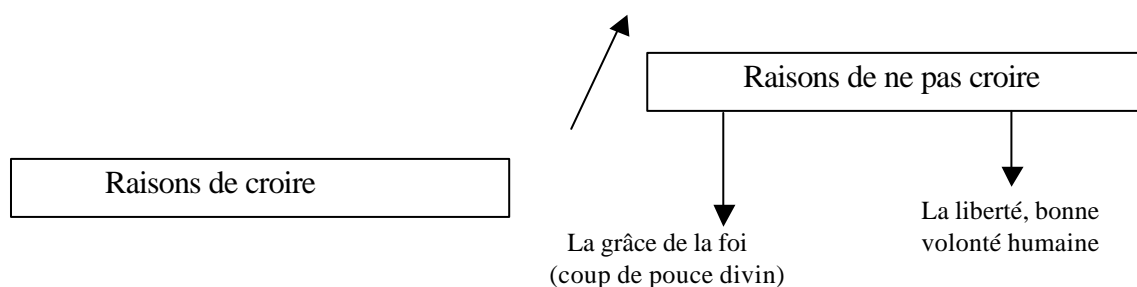 Raisons de ne pas croire
Raisons de croire
La grâce de la foi
(coup de pouce divin)
La liberté, bonne
volonté humaine